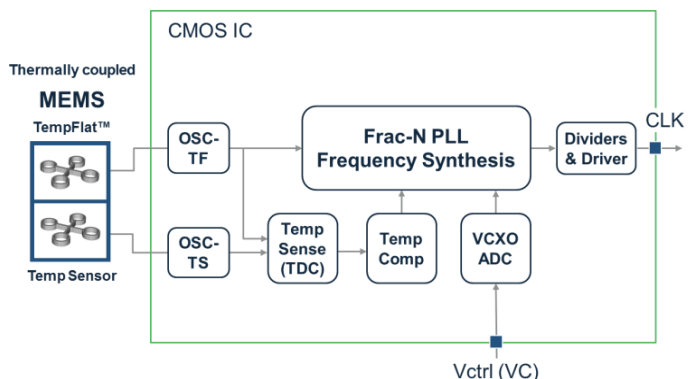 CMOS IC
Thermally coupled
MEMS
TempFlat™
OSC-
TF
Frac-N PLL
Frequency Synthesis
Dividers
& Driver
CLK
OSC-
TS
Temp
Sense
(TDC)
Temp
Comp
VCXO
ADC
Temp Sensor
Vctrl (VC)